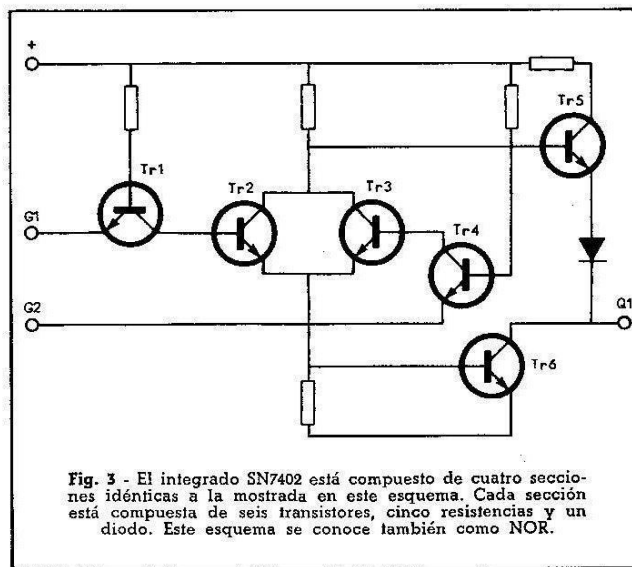 +
Tr5
Tr1
Tr2
Tr3
G1
Tr4
G2
Q1
Tr6
Fig. 3 - El integrado SN7402 está compuesto de cuatro seccio-
nes idénticas a la mostrada en este esquema. Cada sección
está compuesta de seis transistores, cinco resistencias y un
diodo. Este esquema se conoce también como NOR.